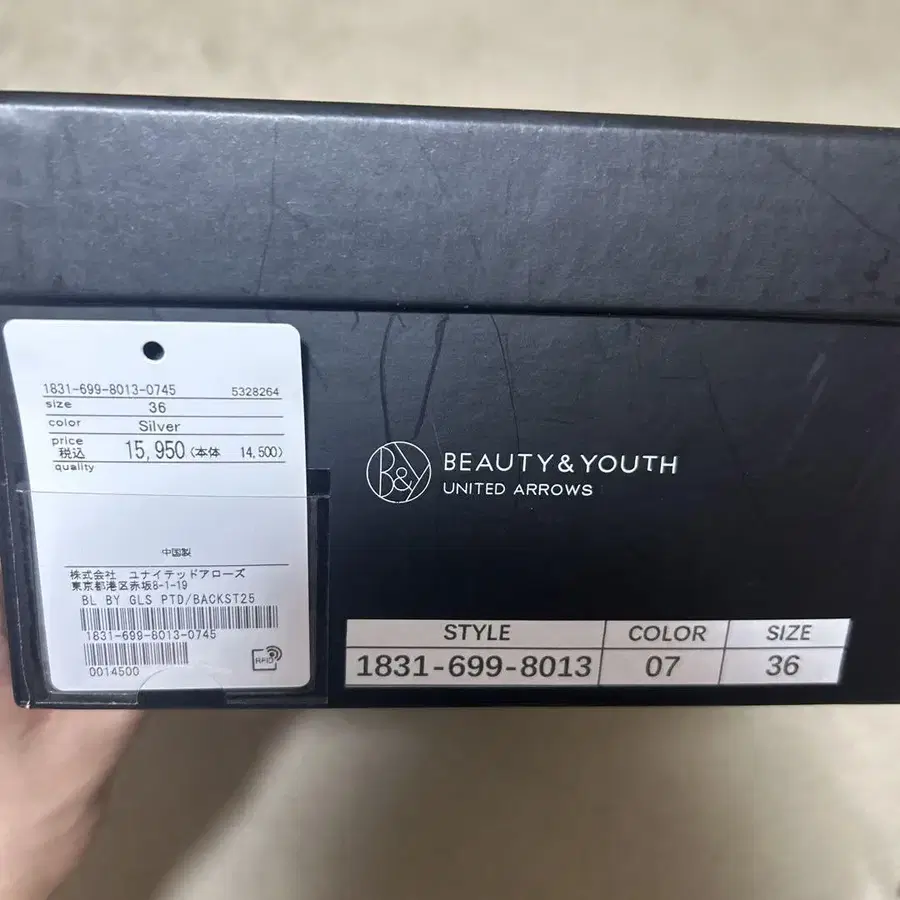 1831-699-8013-0745 5328264
size 36
color Silver
price 税込 15,950 (本体 14,500)
quality
中国製
株式会社 ユナイテッドアローズ
東京都港区赤坂8-1-19
BL BY GLS PTD/BACKST25
1831-699-8013-0745
0014500
RFID
B&Y
BEAUTY & YOUTH
UNITED ARROWS
STYLE COLOR SIZE
1831-699-8013 07 36